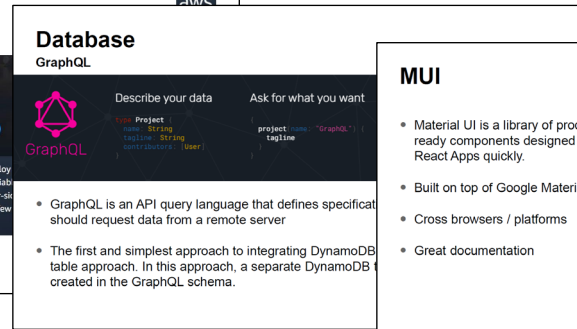 aws
Database
GraphQL
Describe your data
Ask for what you want
type Project {
name: String
tagline: String
contributors: [User]
}
{
project(name: "GraphQL") {
tagline
}
}
GraphQL
• GraphQL is an API query language that defines specificat
should request data from a remote server
• The first and simplest approach to integrating DynamoDB
table approach. In this approach, a separate DynamoDB t
created in the GraphQL schema.
MUI
• Material UI is a library of prod
ready components designed
React Apps quickly.
• Built on top of Google Materi
• Cross browsers / platforms
• Great documentation